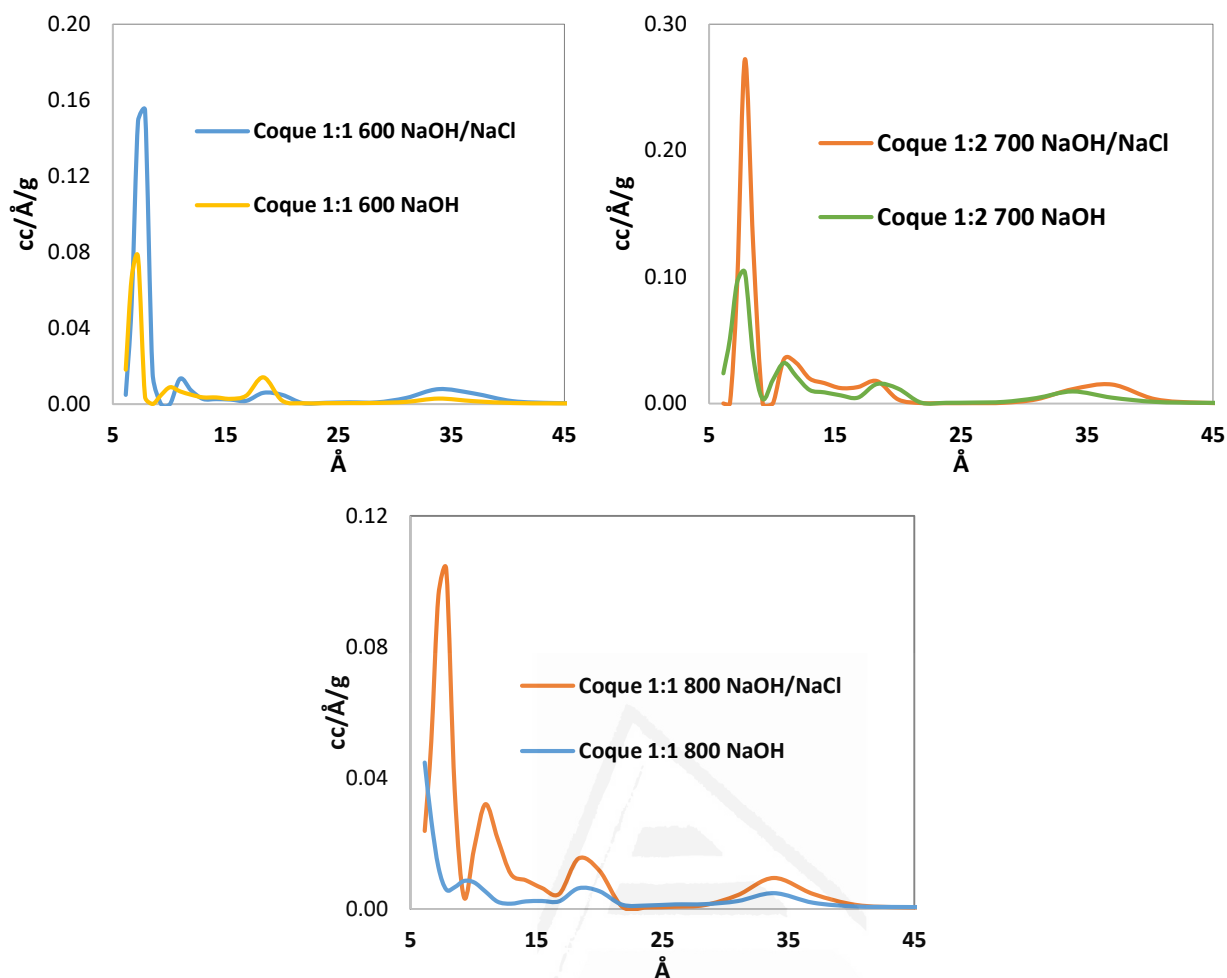 0.20
0.16
0.12
0.08
0.04
0.00
cc/Å/g
Coque 1:1 600 NaOH/NaCl
Coque 1:1 600 NaOH
5 15 25 35 45
Å
0.30
0.20
0.10
0.00
cc/Å/g
Coque 1:2 700 NaOH/NaCl
Coque 1:2 700 NaOH
5 15 25 35 45
Å
0.12
0.08
0.04
0.00
cc/Å/g
Coque 1:1 800 NaOH/NaCl
Coque 1:1 800 NaOH
5 15 25 35 45
Å